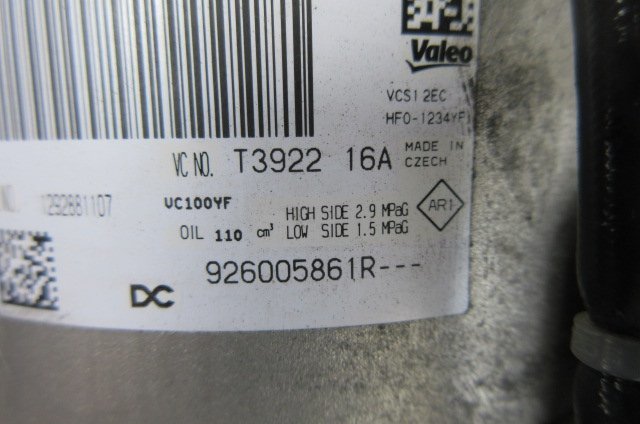 Valeo
VCS12EC
HFO-1234YF
VC NO. T3922 16A
MADE IN
CZECH
1292881107
VC100YF
OIL 110 cm³
HIGH SIDE 2.9 MPaG
LOW SIDE 1.5 MPaG
AR1
DC
926005861R---